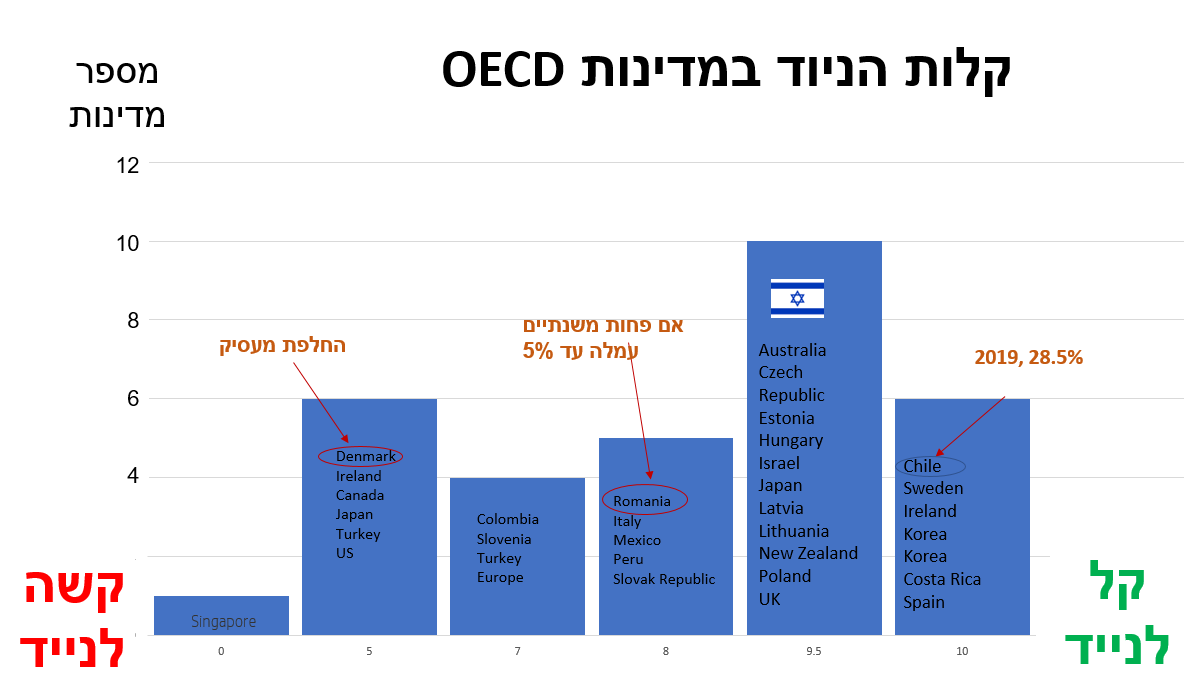 קלות הניוד במדינות OECD
מספר
מדינות
12
10
8
6
4
החלפת מעסיק
אם פחות משנתיים
עמלה עד 5%
2019, 28.5%
Singapore
Denmark
Ireland
Canada
Japan
Turkey
US
Colombia
Slovenia
Turkey
Europe
Romania
Italy
Mexico
Peru
Slovak Republic
Australia
Czech
Republic
Estonia
Hungary
Israel
Japan
Latvia
Lithuania
New Zealand
Poland
UK
Chile
Sweden
Ireland
Korea
Korea
Costa Rica
Spain
קשה
לנייד
קל
לנייד
0
5
7
8
9.5
10